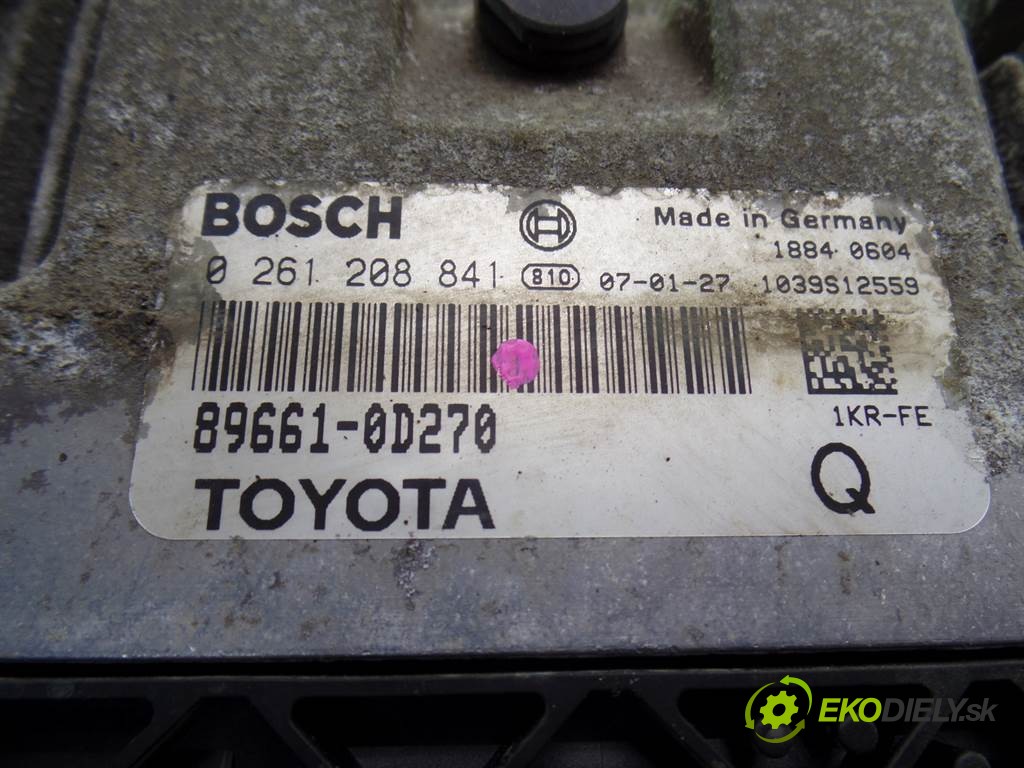 BOSCH Made in Germany
1884 0604
0 261 208 841 810 07-01-27 1039S12559
1KR-FE
89661-0D270
Q
TOYOTA
EKODIELY.sk